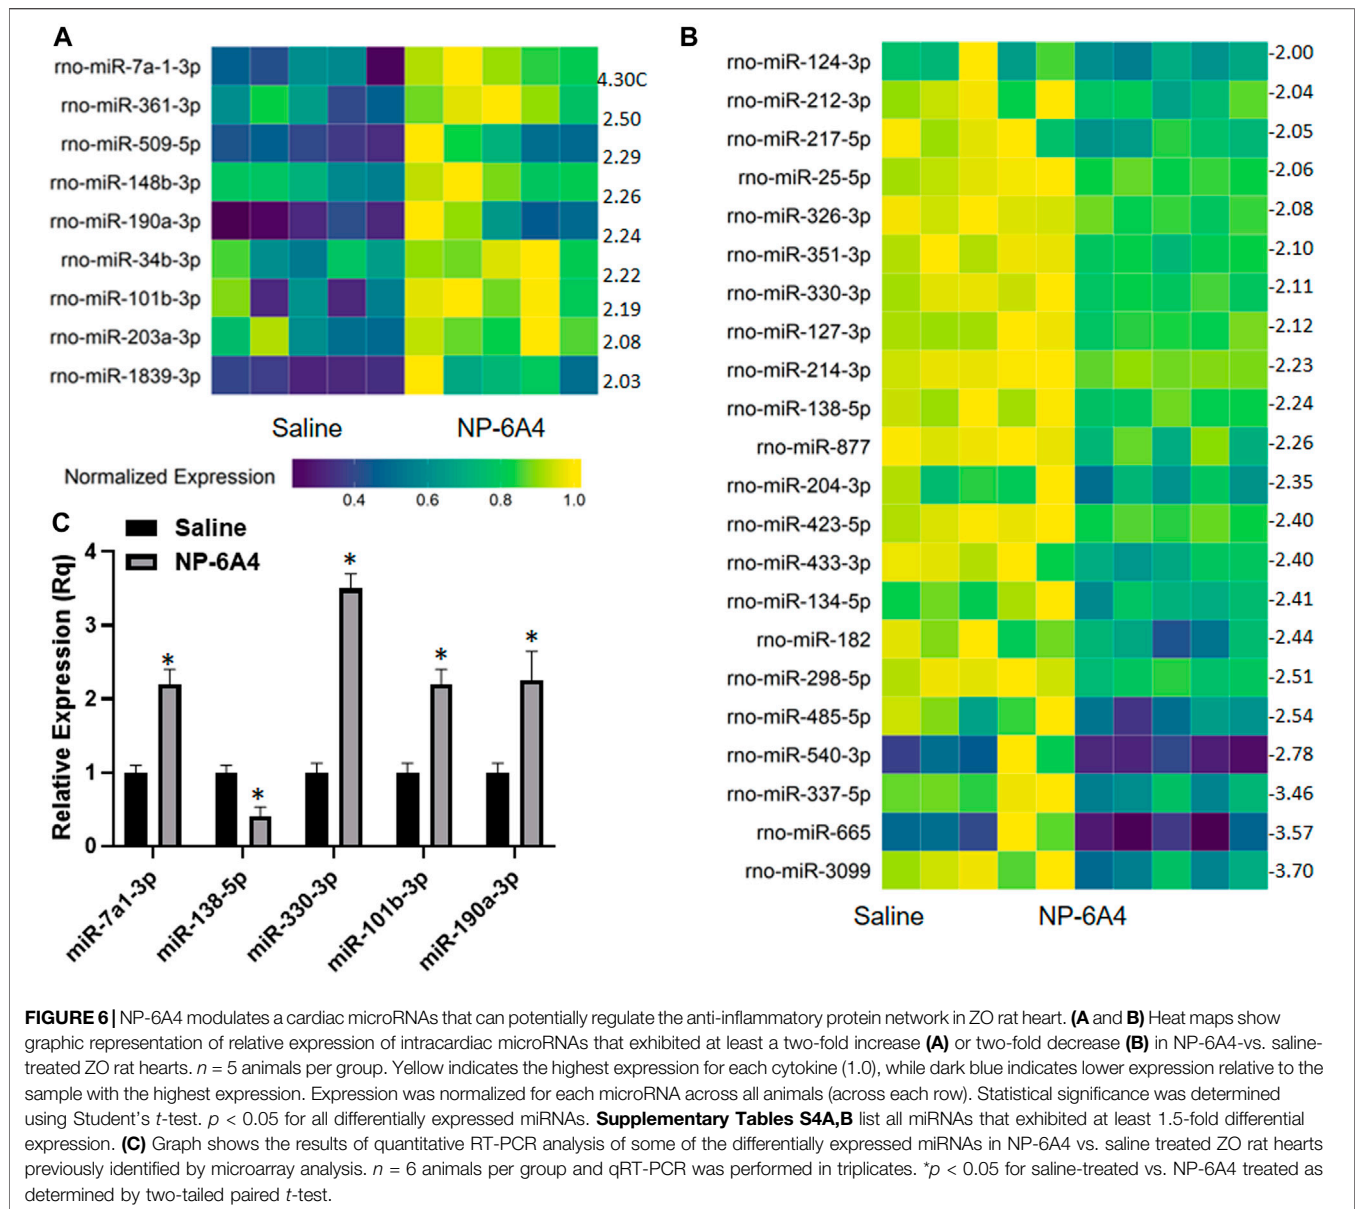 A
rno-miR-7a-1-3p
4.30C
rno-miR-361-3p
2.50
rno-miR-509-5p
2.29
rno-miR-148b-3p
2.26
rno-miR-190a-3p
2.24
rno-miR-34b-3p
2.22
rno-miR-101b-3p
2.19
rno-miR-203a-3p
2.08
rno-miR-1839-3p
2.03
Saline NP-6A4
Normalized Expression
0.4 0.6 0.8 1.0
B
rno-miR-124-3p -2.00
rno-miR-212-3p -2.04
rno-miR-217-5p -2.05
rno-miR-25-5p -2.06
rno-miR-326-3p -2.08
rno-miR-351-3p -2.10
rno-miR-330-3p -2.11
rno-miR-127-3p -2.12
rno-miR-214-3p -2.23
rno-miR-138-5p -2.24
rno-miR-877 -2.26
rno-miR-204-3p -2.35
rno-miR-423-5p -2.40
rno-miR-433-3p -2.40
rno-miR-134-5p -2.41
rno-miR-182 -2.44
rno-miR-298-5p -2.51
rno-miR-485-5p -2.54
rno-miR-540-3p -2.78
rno-miR-337-5p -3.46
rno-miR-665 -3.57
rno-miR-3099 -3.70
Saline NP-6A4
C
Saline
NP-6A4
Relative Expression (Rq)
4
3
2
1
0
* * * * *
miR-7a1-3p
miR-138-5p
miR-330-3p
miR-101b-3p
miR-190a-3p
FIGURE 6 | NP-6A4 modulates a cardiac microRNAs that can potentially regulate the anti-inflammatory protein network in ZO rat heart. (A and B) Heat maps show
graphic representation of relative expression of intracardiac microRNAs that exhibited at least a two-fold increase (A) or two-fold decrease (B) in NP-6A4-vs. saline-
treated ZO rat hearts. n = 5 animals per group. Yellow indicates the highest expression for each cytokine (1.0), while dark blue indicates lower expression relative to the
sample with the highest expression. Expression was normalized for each microRNA across all animals (across each row). Statistical significance was determined
using Student's t-test. p < 0.05 for all differentially expressed miRNAs. Supplementary Tables S4A,B list all miRNAs that exhibited at least 1.5-fold differential
expression. (C) Graph shows the results of quantitative RT-PCR analysis of some of the differentially expressed miRNAs in NP-6A4 vs. saline treated ZO rat hearts
previously identified by microarray analysis. n = 6 animals per group and qRT-PCR was performed in triplicates. *p < 0.05 for saline-treated vs. NP-6A4 treated as
determined by two-tailed paired t-test.